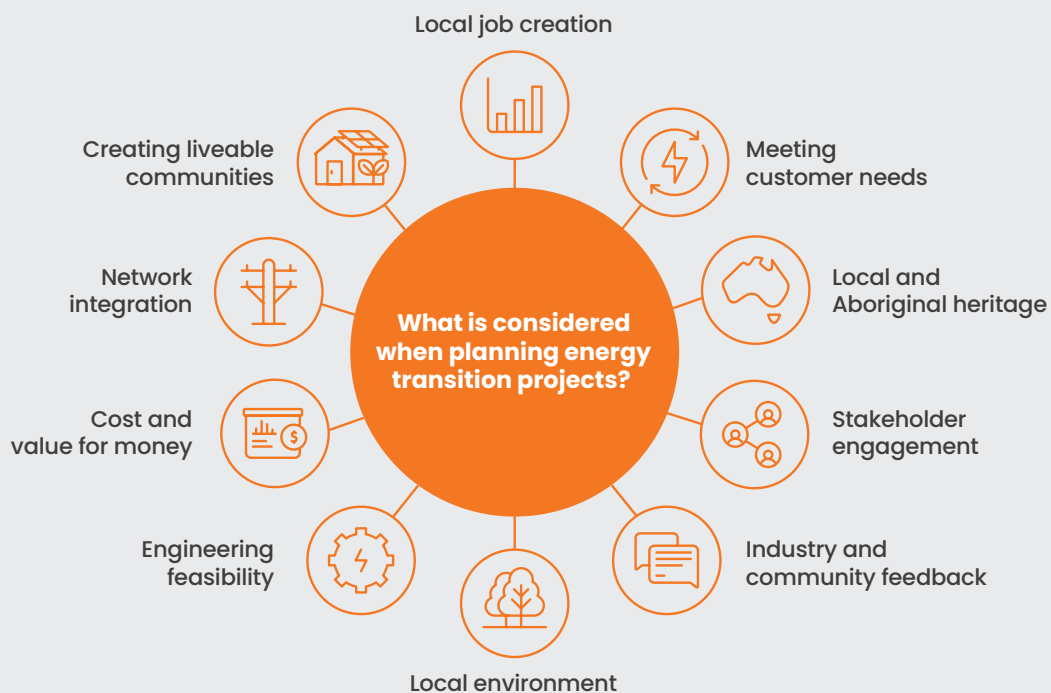 Local job creation
Creating liveable
communities
Meeting
customer needs
Network
integration
What is considered
when planning energy
transition projects?
Local and
Aboriginal heritage
Cost and
value for money
$
Stakeholder
engagement
Engineering
feasibility
Industry and
community feedback
Local environment